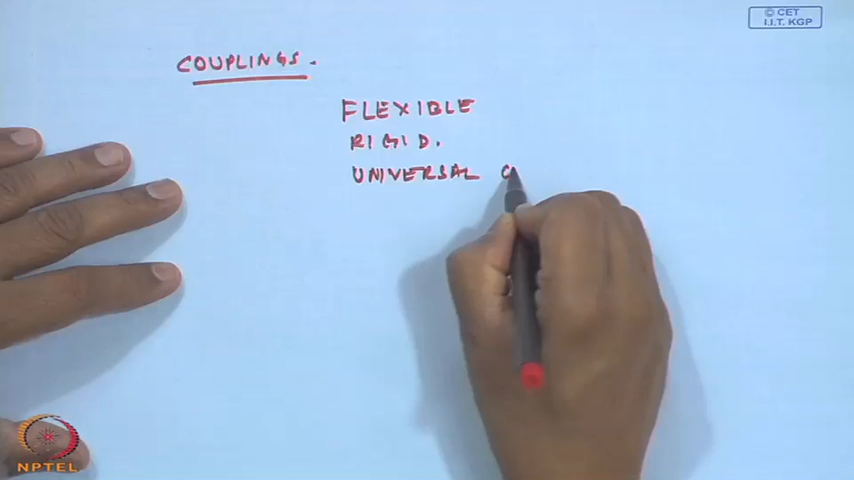 © CET
I.I.T. KGP
COUPLINGS.
FLEXIBLE
RIGID.
UNIVERSAL C
NPTEL